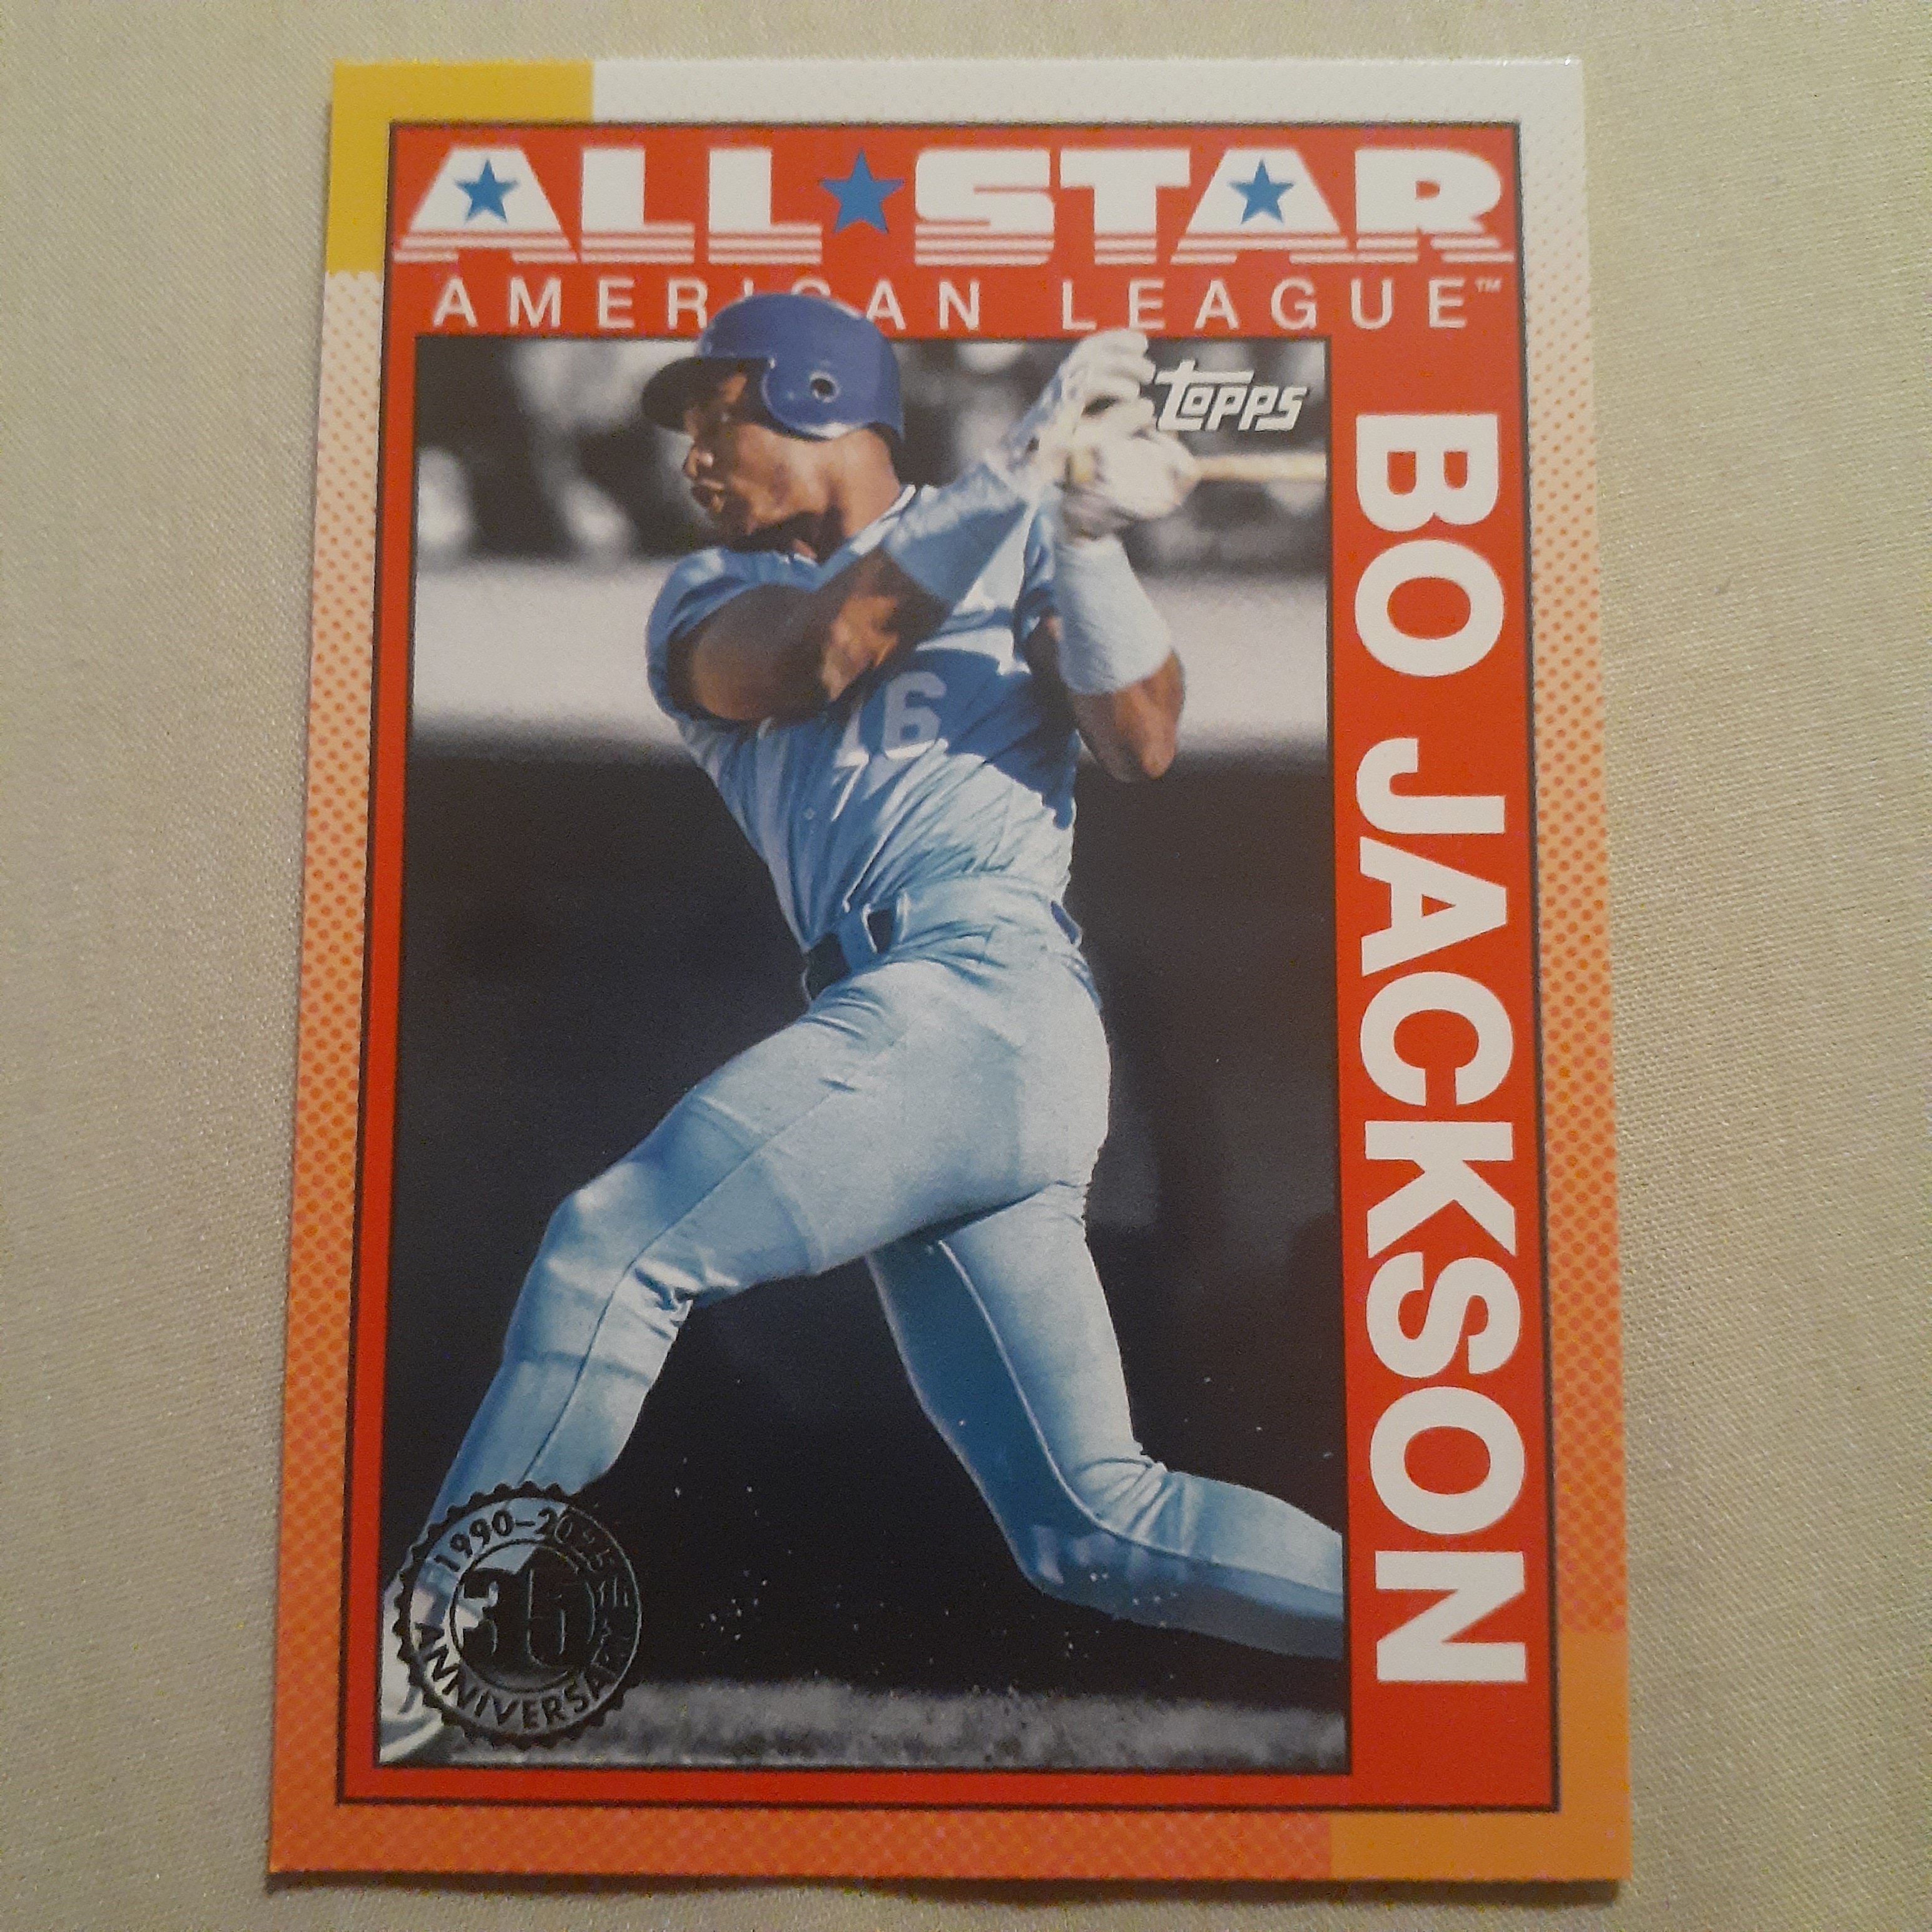 ALL★STAR
AMERICAN LEAGUE™
TOPPS
BO JACKSON
16
1990-2025
35
ANNIVERSARY